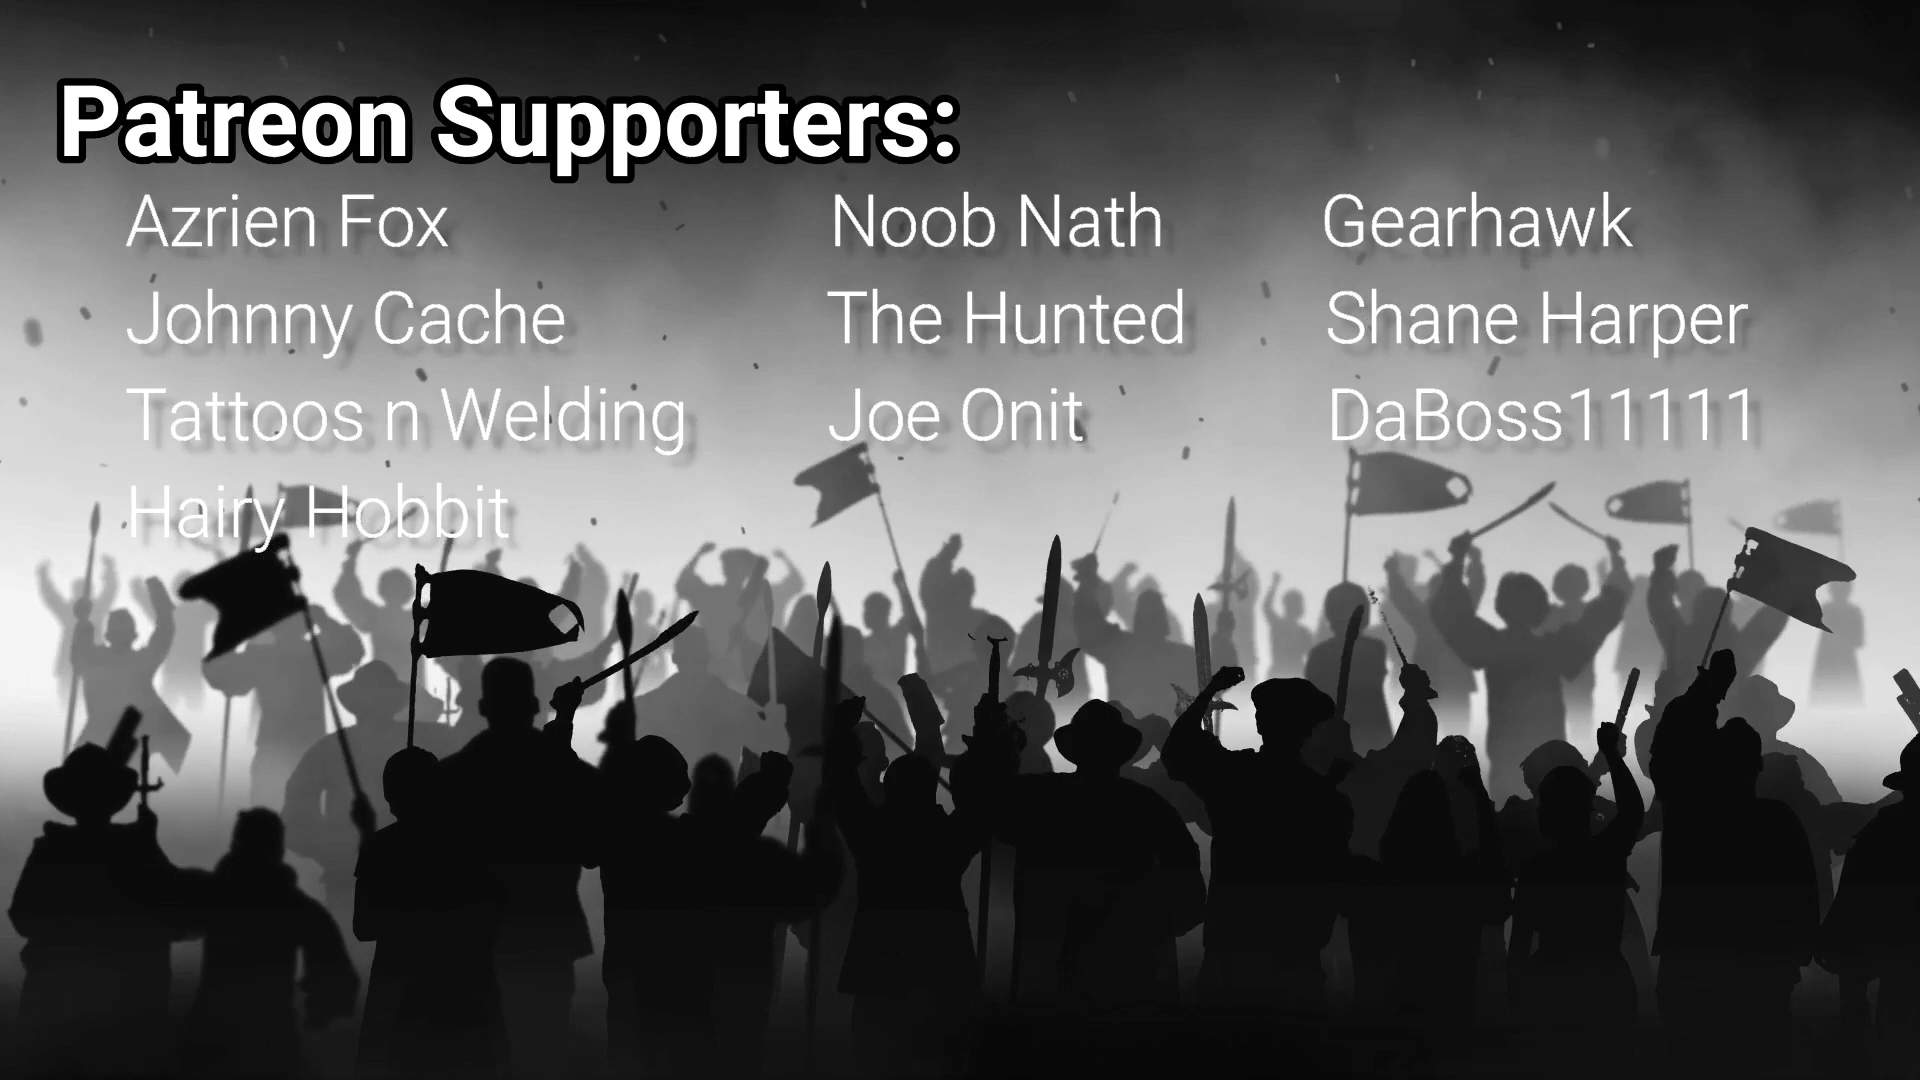 Patreon Supporters:
Azrien Fox
Johnny Cache
Tattoos n Welding
Hairy Hobbit
Noob Nath
The Hunted
Joe Onit
Gearhawk
Shane Harper
DaBoss11111